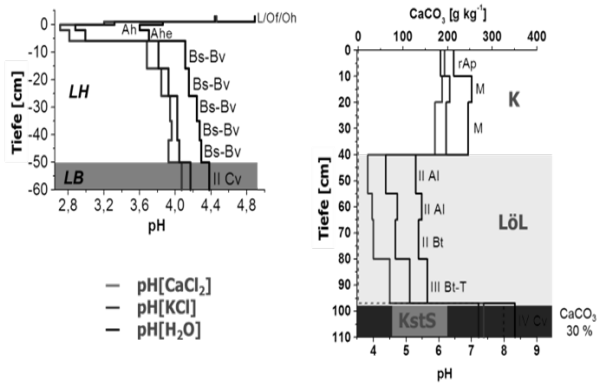 L/Of/Oh
Ah
Ahe
Bs-Bv
Bs-Bv
Bs-Bv
Bs-Bv
Bs-Bv
II Cv
LH
LB
Tiefe [cm]
0
-10
-20
-30
-40
-50
-60
2,8
3,2
3,6
4,0
4,4
4,8
pH
pH[CaCl2]
pH[KCl]
pH[H2O]
CaCO3 [g kg-1]
0
100
200
300
400
rAp
M
M
K
II Al
II Al
II Bt
III Bt-T
LöL
KstS
IV Cv
CaCO3
30 %
Tiefe [cm]
0
10
20
30
40
50
60
70
80
90
100
110
4
5
6
7
8
9
pH